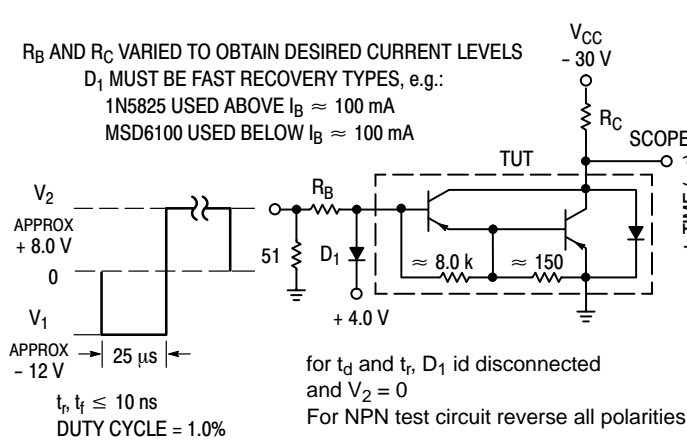 R_B AND R_C VARIED TO OBTAIN DESIRED CURRENT LEVELS
D_1 MUST BE FAST RECOVERY TYPES, e.g.:
1N5825 USED ABOVE I_B ≈ 100 mA
MSD6100 USED BELOW I_B ≈ 100 mA
V_CC
– 30 V
R_C
SCOPE
TUT
V_2
APPROX
+ 8.0 V
0
V_1
APPROX
– 12 V
25 µs
t_r, t_f ≤ 10 ns
DUTY CYCLE = 1.0%
51
R_B
D_1
+ 4.0 V
≈ 8.0 k
≈ 150
for t_d and t_r, D_1 id disconnected
and V_2 = 0
For NPN test circuit reverse all polarities